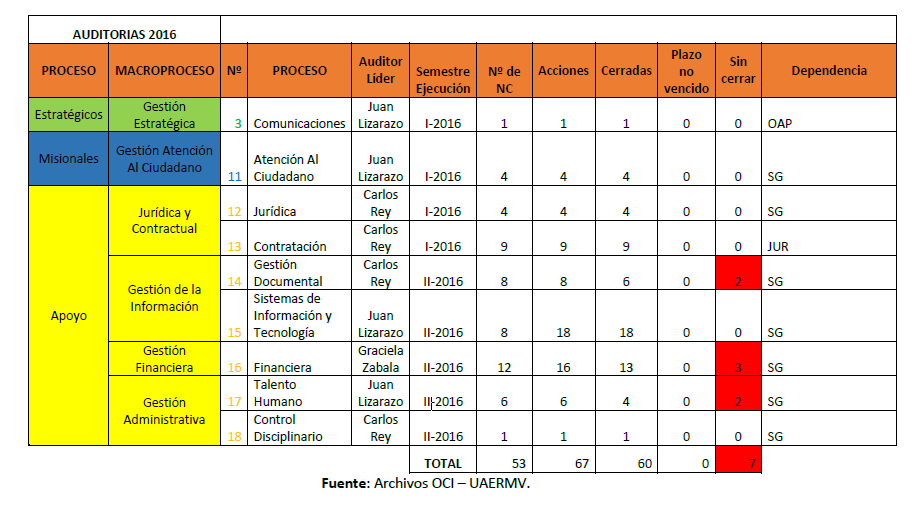 AUDITORIAS 2016
PROCESO MACROPROCESO Nº PROCESO Auditor Líder Semestre Ejecución Nº de NC Acciones Cerradas Plazo no vencido Sin cerrar Dependencia
Estratégicos Gestión Estratégica 3 Comunicaciones Juan Lizarazo I-2016 1 1 1 0 0 OAP
Misionales Gestión Atención Al Ciudadano 11 Atención Al Ciudadano Juan Lizarazo I-2016 4 4 4 0 0 SG
Apoyo Jurídica y Contractual 12 Jurídica Carlos Rey I-2016 4 4 4 0 0 SG
13 Contratación Carlos Rey I-2016 9 9 9 0 0 JUR
Gestión de la Información 14 Gestión Documental Carlos Rey II-2016 8 8 6 0 2 SG
15 Sistemas de Información y Tecnología Juan Lizarazo II-2016 8 18 18 0 0 SG
Gestión Financiera 16 Financiera Graciela Zabala II-2016 12 16 13 0 3 SG
Gestión Administrativa 17 Talento Humano Juan Lizarazo II-2016 6 6 4 0 2 SG
18 Control Disciplinario Carlos Rey II-2016 1 1 1 0 0 SG
TOTAL 53 67 60 0 7
Fuente: Archivos OCI – UAERMV.